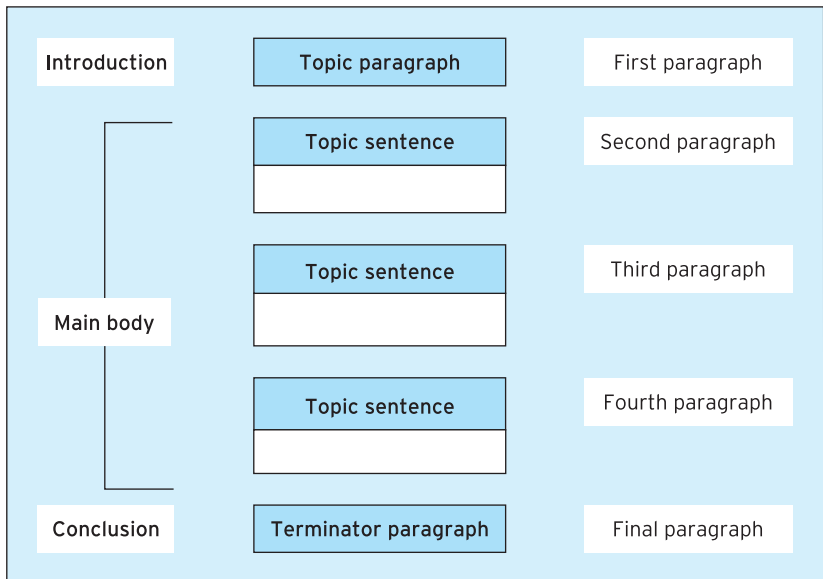 Introduction Topic paragraph First paragraph
Topic sentence Second paragraph
Topic sentence Third paragraph
Main body
Topic sentence Fourth paragraph
Conclusion Terminator paragraph Final paragraph